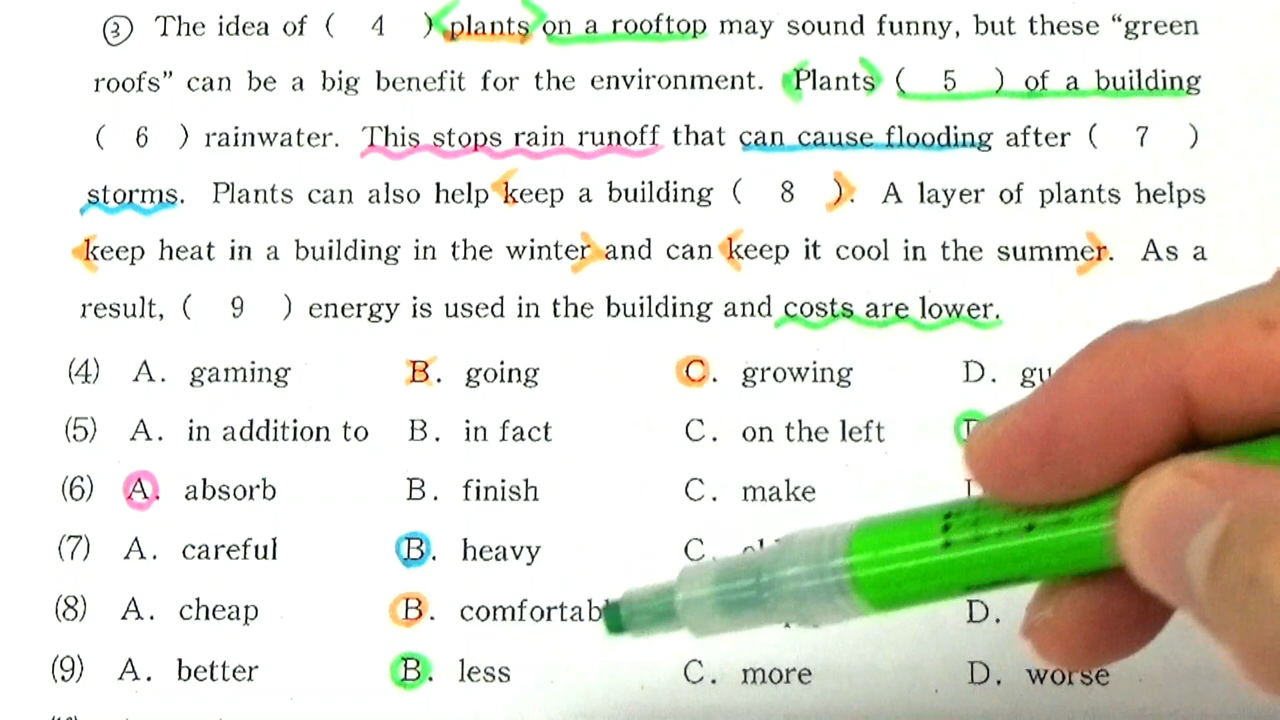 ③ The idea of ( 4 ) plants on a rooftop may sound funny, but these “green
roofs” can be a big benefit for the environment. Plants ( 5 ) of a building
( 6 ) rainwater. This stops rain runoff that can cause flooding after ( 7 )
storms. Plants can also help keep a building ( 8 ). A layer of plants helps
keep heat in a building in the winter and can keep it cool in the summer. As a
result, ( 9 ) energy is used in the building and costs are lower.
(4) A. gaming B. going C. growing D.
(5) A. in addition to B. in fact C. on the left
(6) A. absorb B. finish C. make
(7) A. careful B. heavy C.
(8) A. cheap B. D.
(9) A. better B. less C. more D. worse